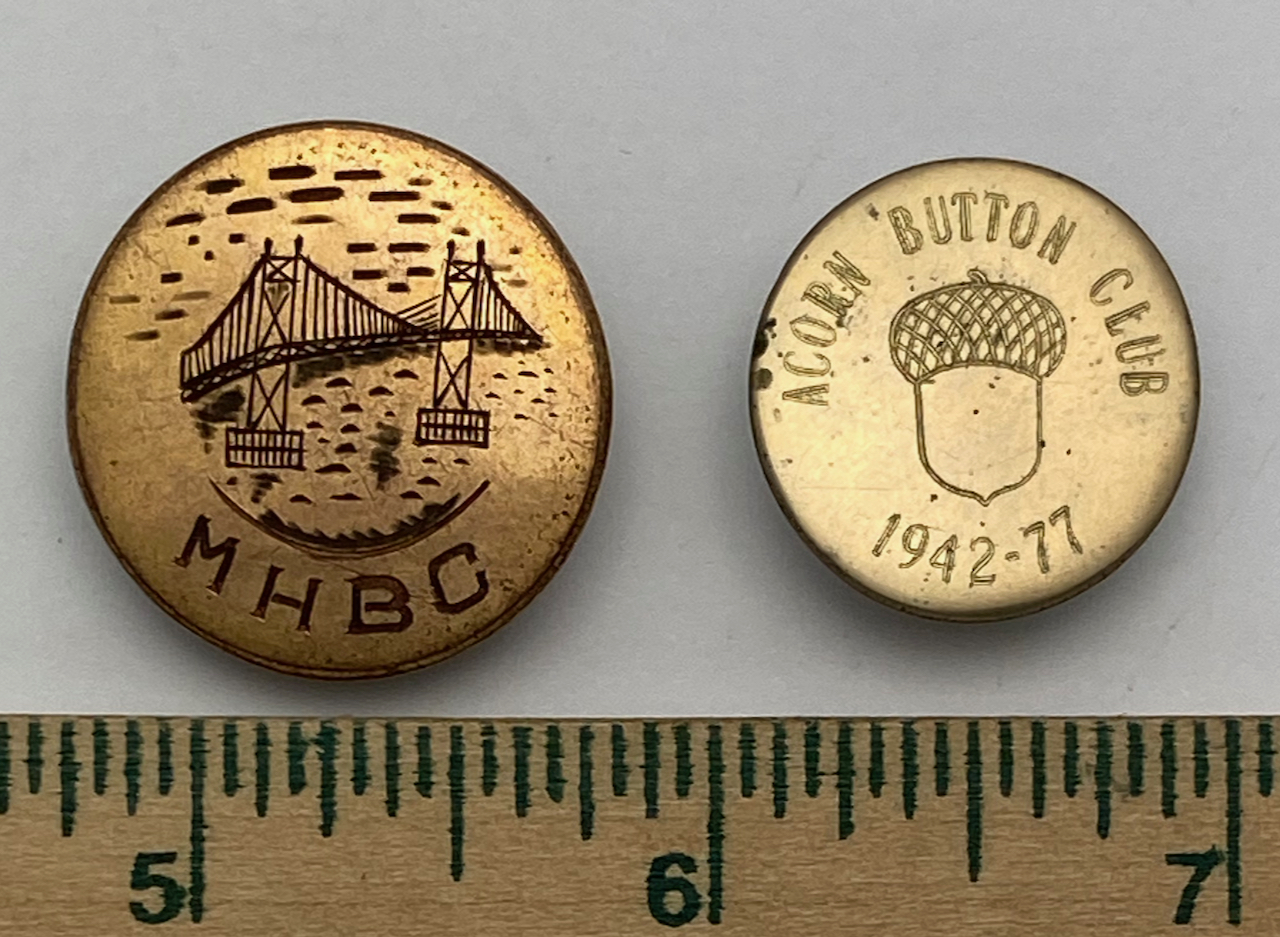 MHBC
ACORN BUTTON CLUB
1942-77
5 6 7